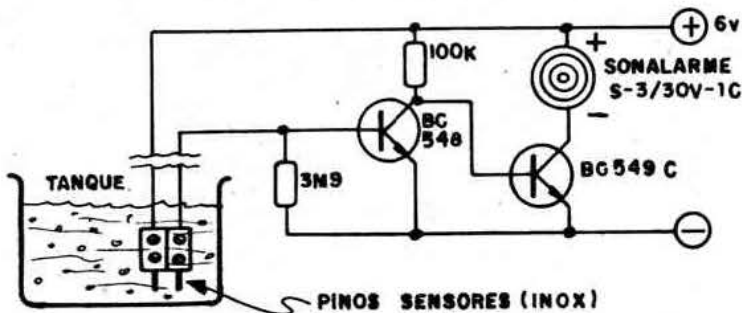 + 6v
100K
+
SONALARME
S-3/30V-1C
-
BC
548
BC549 C
TANQUE
3M9
-
PINOS SENSORES (INOX)